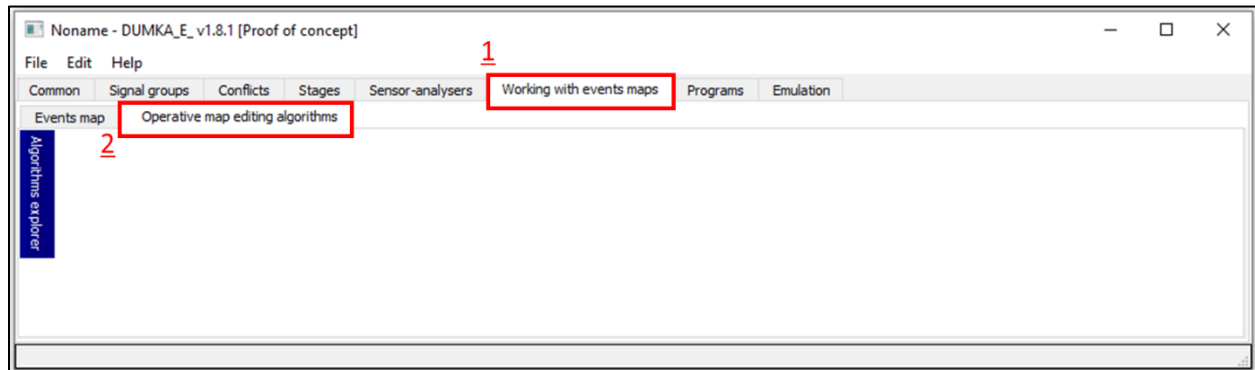 Noname - DUMKA_E_ v1.8.1 [Proof of concept]
1
File Edit Help
Common Signal groups Conflicts Stages Sensor-analysers Working with events maps Programs Emulation
Events map Operative map editing algorithms
2
Algorithms explorer